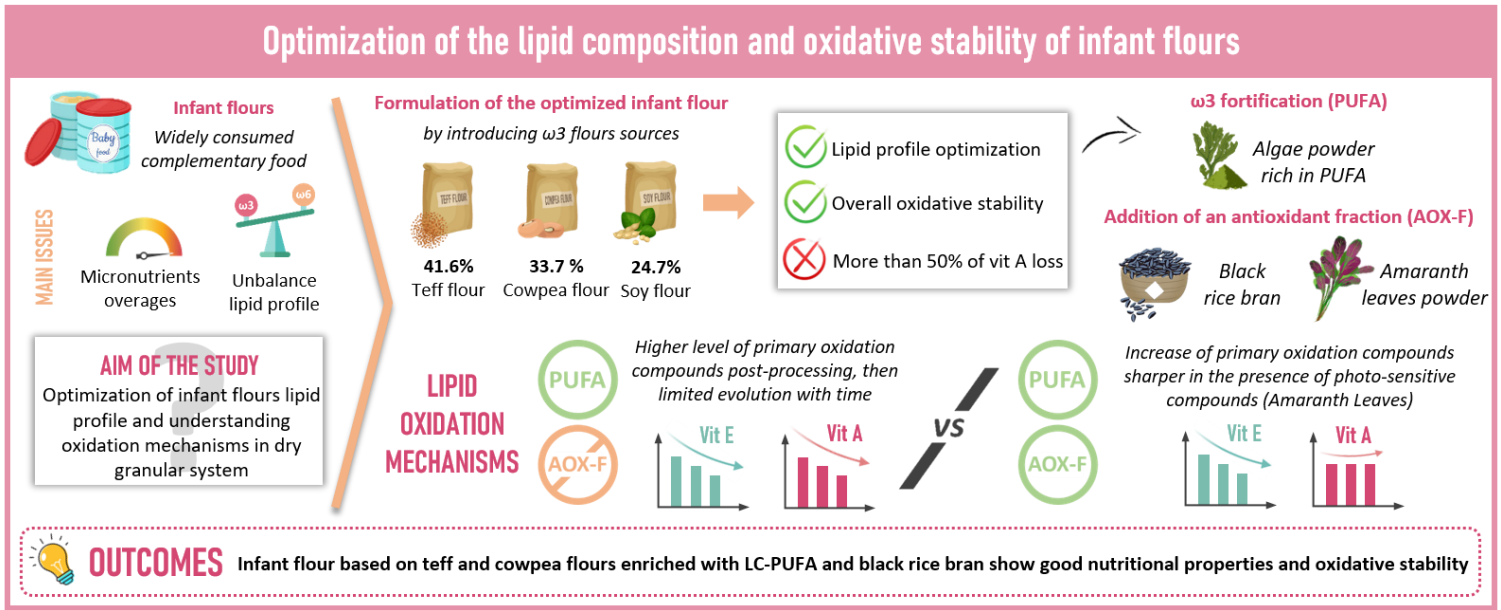 Optimization of the lipid composition and oxidative stability of infant flours
Infant flours
Widely consumed
complementary food
Baby
food
MAIN ISSUES
Micronutrients
overages
ω3
ω6
Unbalance
lipid profile
AIM OF THE STUDY
?
Optimization of infant flours lipid
profile and understanding
oxidation mechanisms in dry
granular system
Formulation of the optimized infant flour
by introducing ω3 flours sources
TEFF FLOUR
COWPEA FLOUR
SOY FLOUR
41.6%
Teff flour
33.7 %
Cowpea flour
24.7%
Soy flour
Lipid profile optimization
Overall oxidative stability
More than 50% of vit A loss
ω3 fortification (PUFA)
Algae powder
rich in PUFA
Addition of an antioxidant fraction (AOX-F)
Black
rice bran
Amaranth
leaves powder
LIPID
OXIDATION
MECHANISMS
PUFA
AOX-F
Higher level of primary oxidation
compounds post-processing, then
limited evolution with time
Vit E
Vit A
VS
PUFA
AOX-F
Increase of primary oxidation compounds
sharper in the presence of photo-sensitive
compounds (Amaranth Leaves)
Vit E
Vit A
OUTCOMES
Infant flour based on teff and cowpea flours enriched with LC-PUFA and black rice bran show good nutritional properties and oxidative stability